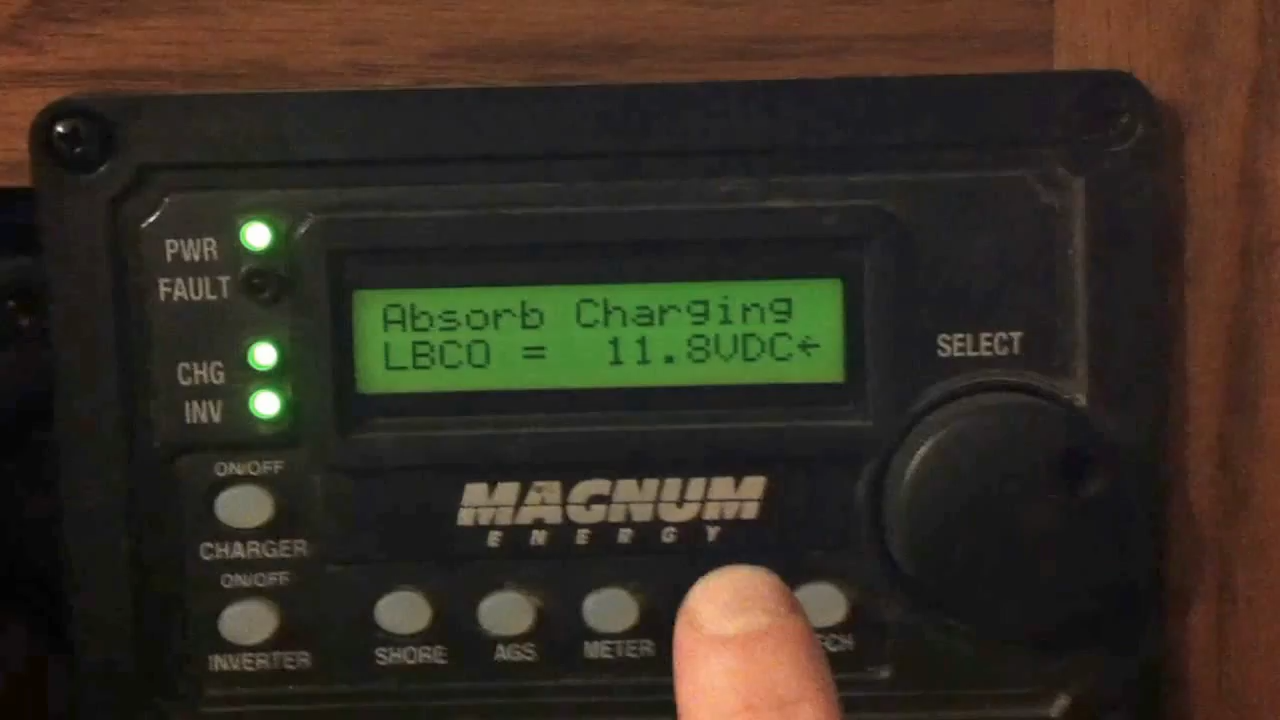 PWR
FAULT
CHG
INV
Absorb Charging
LBCO = 11.8VDC←
SELECT
ON/OFF
CHARGER
ON/OFF
INVERTER
MAGNUM
ENERGY
SHORE
AGS
METER